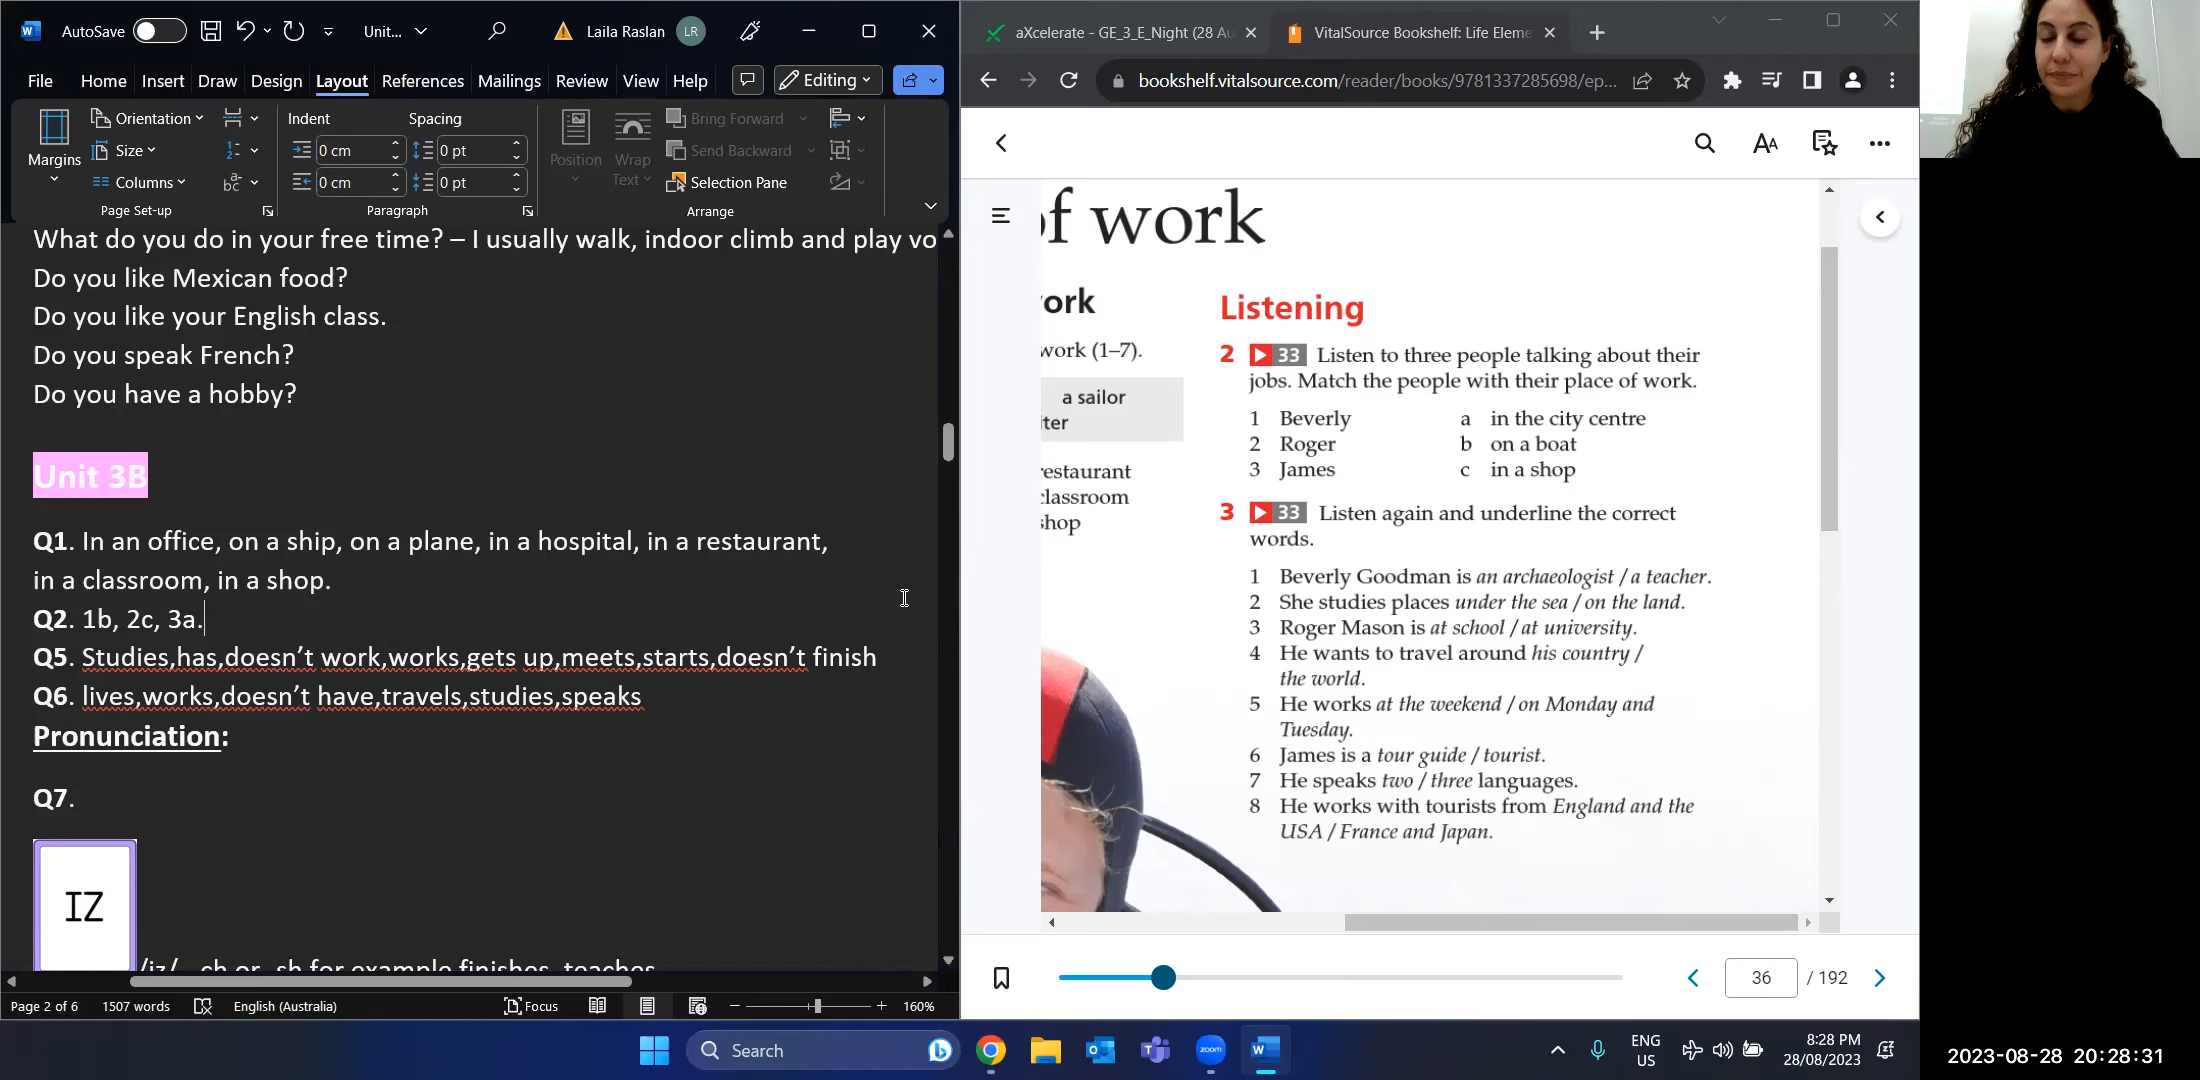 AutoSave
Unit...
Laila Raslan
LR
File Home Insert Draw Design Layout References Mailings Review View Help
Editing
Margins
Orientation
Size
Columns
Page Set-up
Indent
Spacing
0 cm
0 pt
0 cm
0 pt
Paragraph
Position
Wrap
Text
Bring Forward
Send Backward
Selection Pane
Arrange
What do you do in your free time? – I usually walk, indoor climb and play vo
Do you like Mexican food?
Do you like your English class.
Do you speak French?
Do you have a hobby?
Unit 3B
Q1. In an office, on a ship, on a plane, in a hospital, in a restaurant,
in a classroom, in a shop.
Q2. 1b, 2c, 3a.
Q5. Studies,has,doesn’t work,works,gets up,meets,starts,doesn’t finish
Q6. lives,works,doesn’t have,travels,studies,speaks
Pronunciation:
Q7.
IZ
/iz/ ch or sh for example finishes, teaches
Page 2 of 6 1507 words English (Australia) Focus 160%
aXcelerate - GE_3_E_Night (28 Au
VitalSource Bookshelf: Life Eleme
bookshelf.vitalsource.com/reader/books/9781337285698/ep...
of work
ork
work (1–7).
a sailor
iter
restaurant
classroom
shop
Listening
2 33 Listen to three people talking about their
jobs. Match the people with their place of work.
1 Beverly a in the city centre
2 Roger b on a boat
3 James c in a shop
3 33 Listen again and underline the correct
words.
1 Beverly Goodman is an archaeologist / a teacher.
2 She studies places under the sea / on the land.
3 Roger Mason is at school / at university.
4 He wants to travel around his country /
the world.
5 He works at the weekend / on Monday and
Tuesday.
6 James is a tour guide / tourist.
7 He speaks two / three languages.
8 He works with tourists from England and the
USA / France and Japan.
36 / 192
Search
zoom
ENG
US
8:28 PM
28/08/2023
2023-08-28 20:28:31